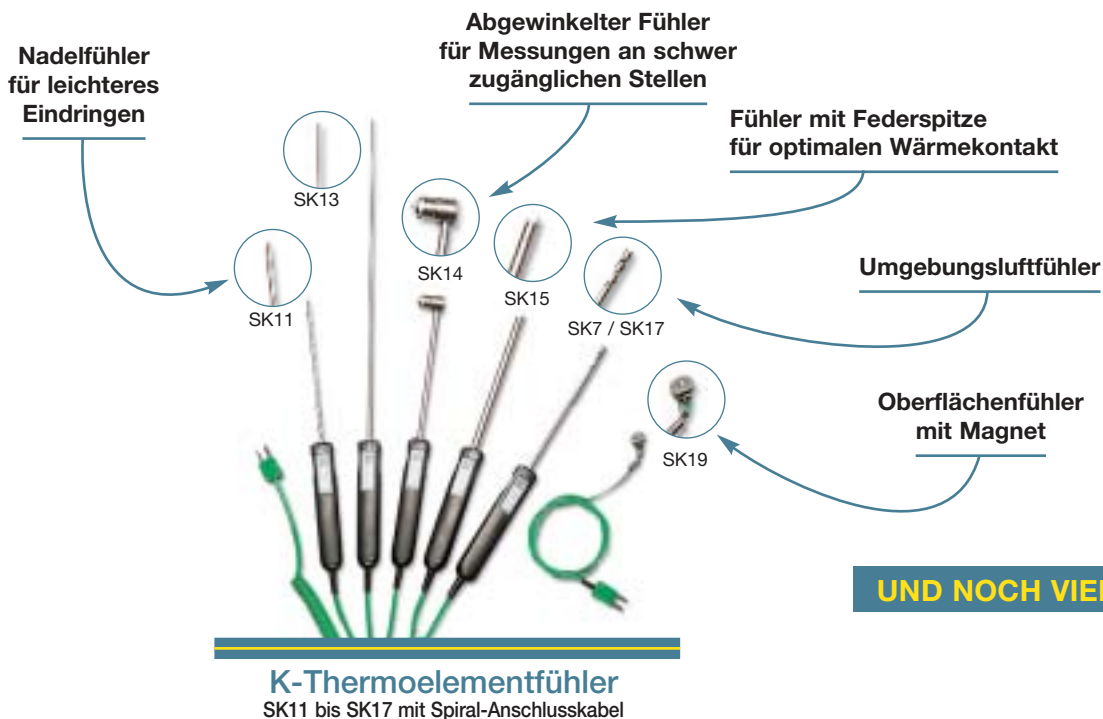 Abgewinkelter Fühler
für Messungen an schwer
zugänglichen Stellen
Nadelfühler
für leichteres
Eindringen
Fühler mit Federspitze
für optimalen Wärmekontakt
SK13
SK14
SK11
SK15
SK7 / SK17
Umgebungsluftfühler
SK19
Oberflächenfühler
mit Magnet
UND NOCH VIE
K-Thermoelementfühler
SK11 bis SK17 mit Spiral-Anschlusskabel